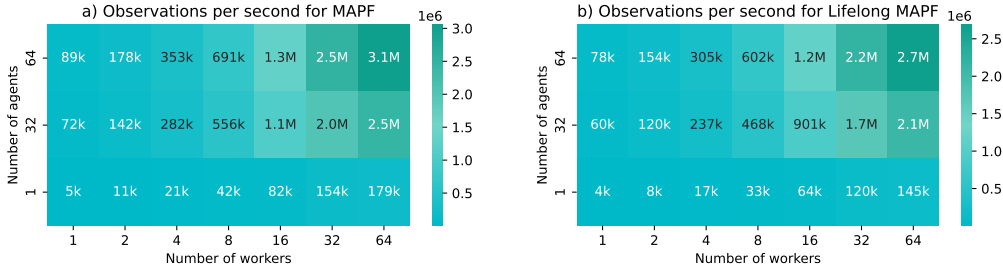 a) Observations per second for MAPF
Number of agents
64
89k 178k 353k 691k 1.3M 2.5M 3.1M
32
72k 142k 282k 556k 1.1M 2.0M 2.5M
1
5k 11k 21k 42k 82k 154k 179k
1 2 4 8 16 32 64
Number of workers
1e6
3.0
2.5
2.0
1.5
1.0
0.5
b) Observations per second for Lifelong MAPF
Number of agents
64
78k 154k 305k 602k 1.2M 2.2M 2.7M
32
60k 120k 237k 468k 901k 1.7M 2.1M
1
4k 8k 17k 33k 64k 120k 145k
1 2 4 8 16 32 64
Number of workers
1e6
2.5
2.0
1.5
1.0
0.5